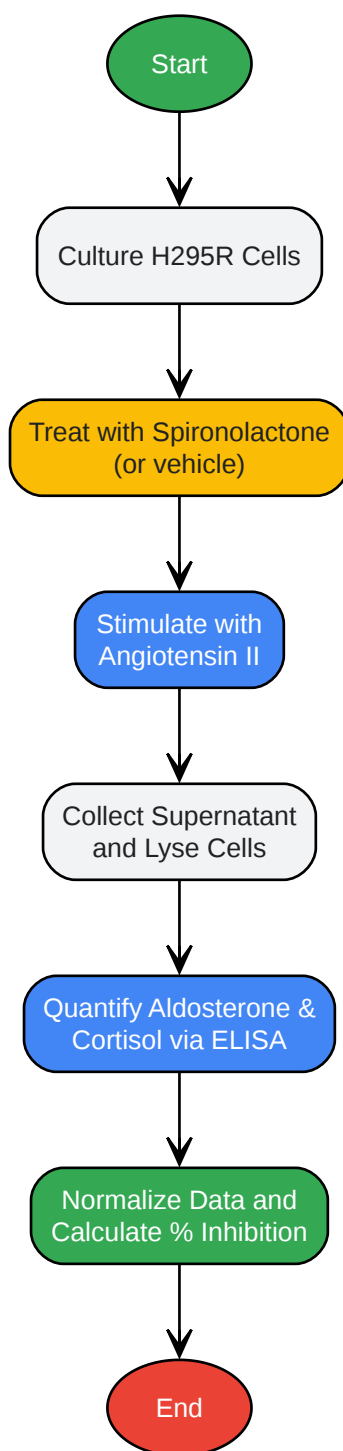 Start
Culture H295R Cells
Treat with Spironolactone
(or vehicle)
Stimulate with
Angiotensin II
Collect Supernatant
and Lyse Cells
Quantify Aldosterone &
Cortisol via ELISA
Normalize Data and
Calculate % Inhibition
End